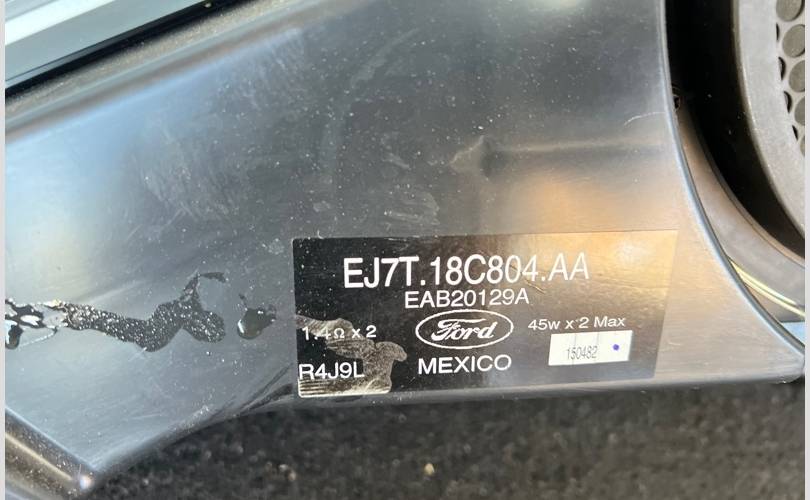 EJ7T.18C804.AA
EAB20129A
1.4Ω x 2
Ford
45w x 2 Max
150482
R4J9L
MEXICO